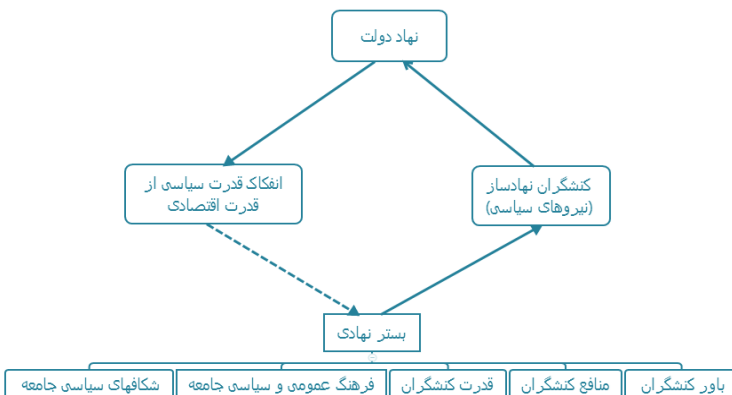 نهاد دولت
انفکاک قدرت سیاسی از
قدرت اقتصادی
کنشگران نهادساز
(نیروهای سیاسی)
بستر نهادی
باور کنشگران
منافع کنشگران
قدرت کنشگران
فرهنگ عمومی و سیاسی جامعه
شکافهای سیاسی جامعه